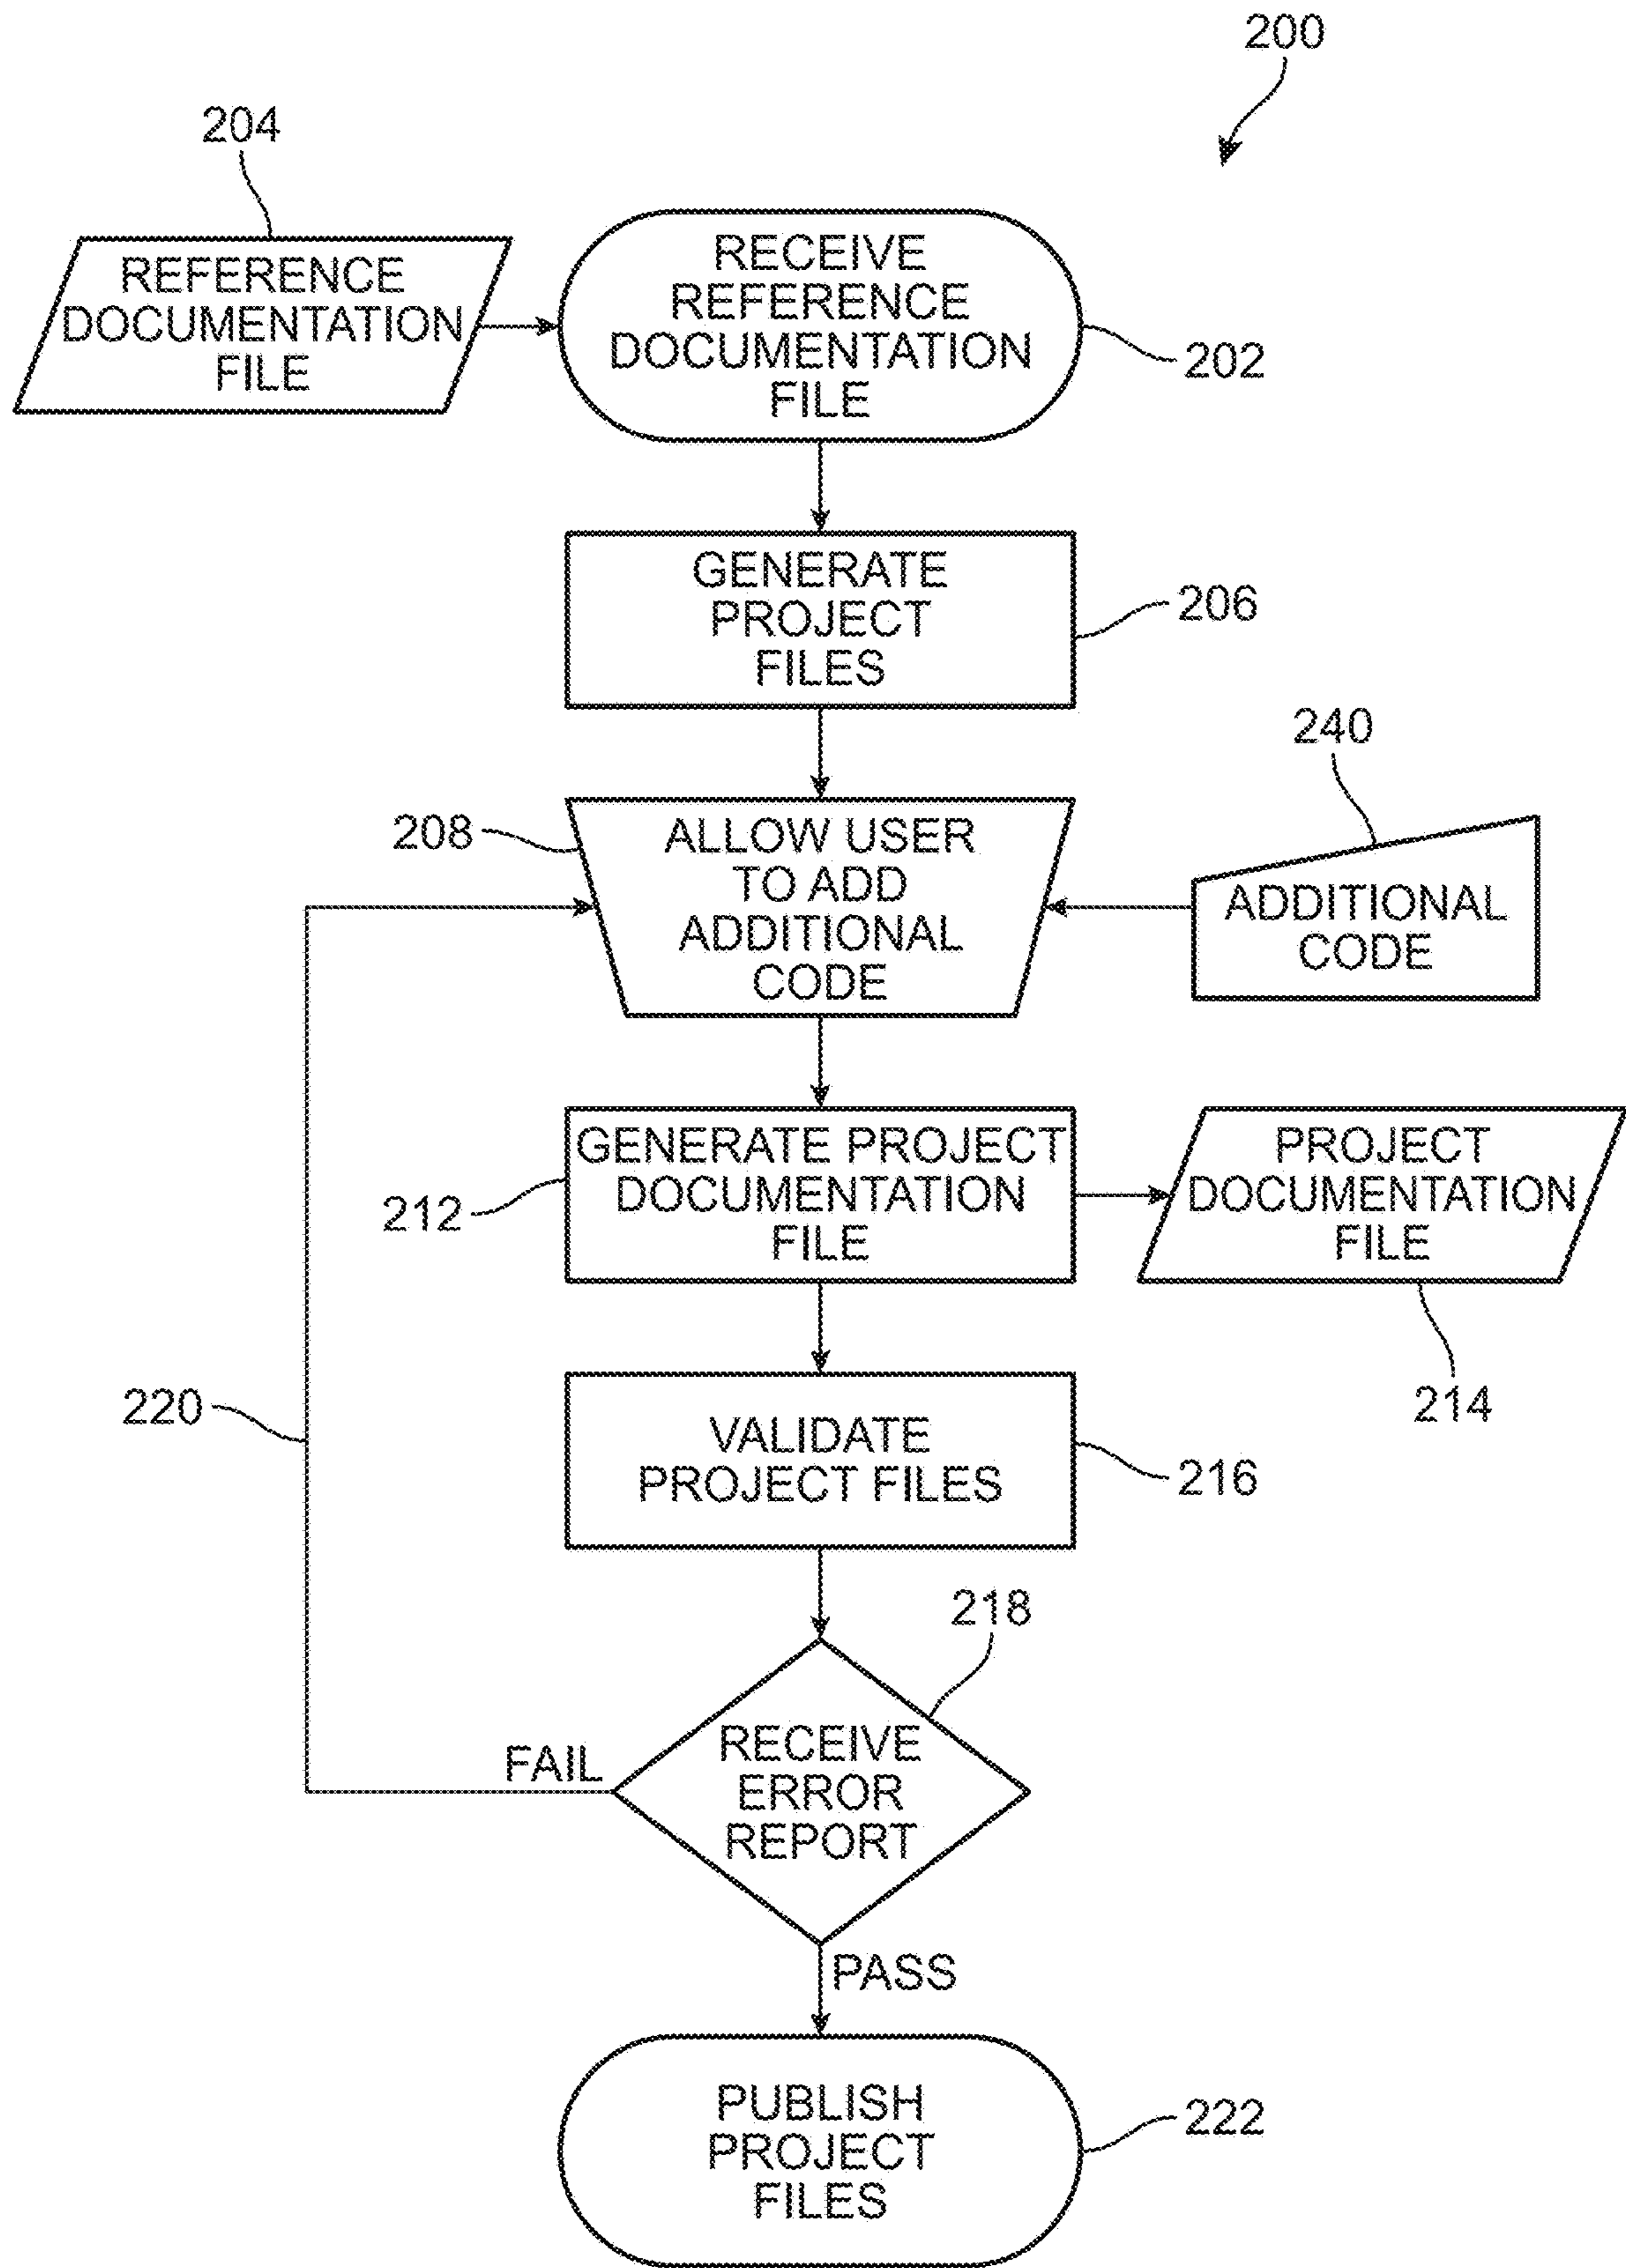 200
204
REFERENCE
DOCUMENTATION
FILE
RECEIVE
REFERENCE
DOCUMENTATION
FILE
202
GENERATE
PROJECT
FILES
206
240
208
ALLOW USER
TO ADD
ADDITIONAL
CODE
ADDITIONAL
CODE
GENERATE PROJECT
DOCUMENTATION
FILE
212
PROJECT
DOCUMENTATION
FILE
214
220
VALIDATE
PROJECT FILES
216
218
RECEIVE
ERROR
REPORT
FAIL
PASS
PUBLISH
PROJECT
FILES
222